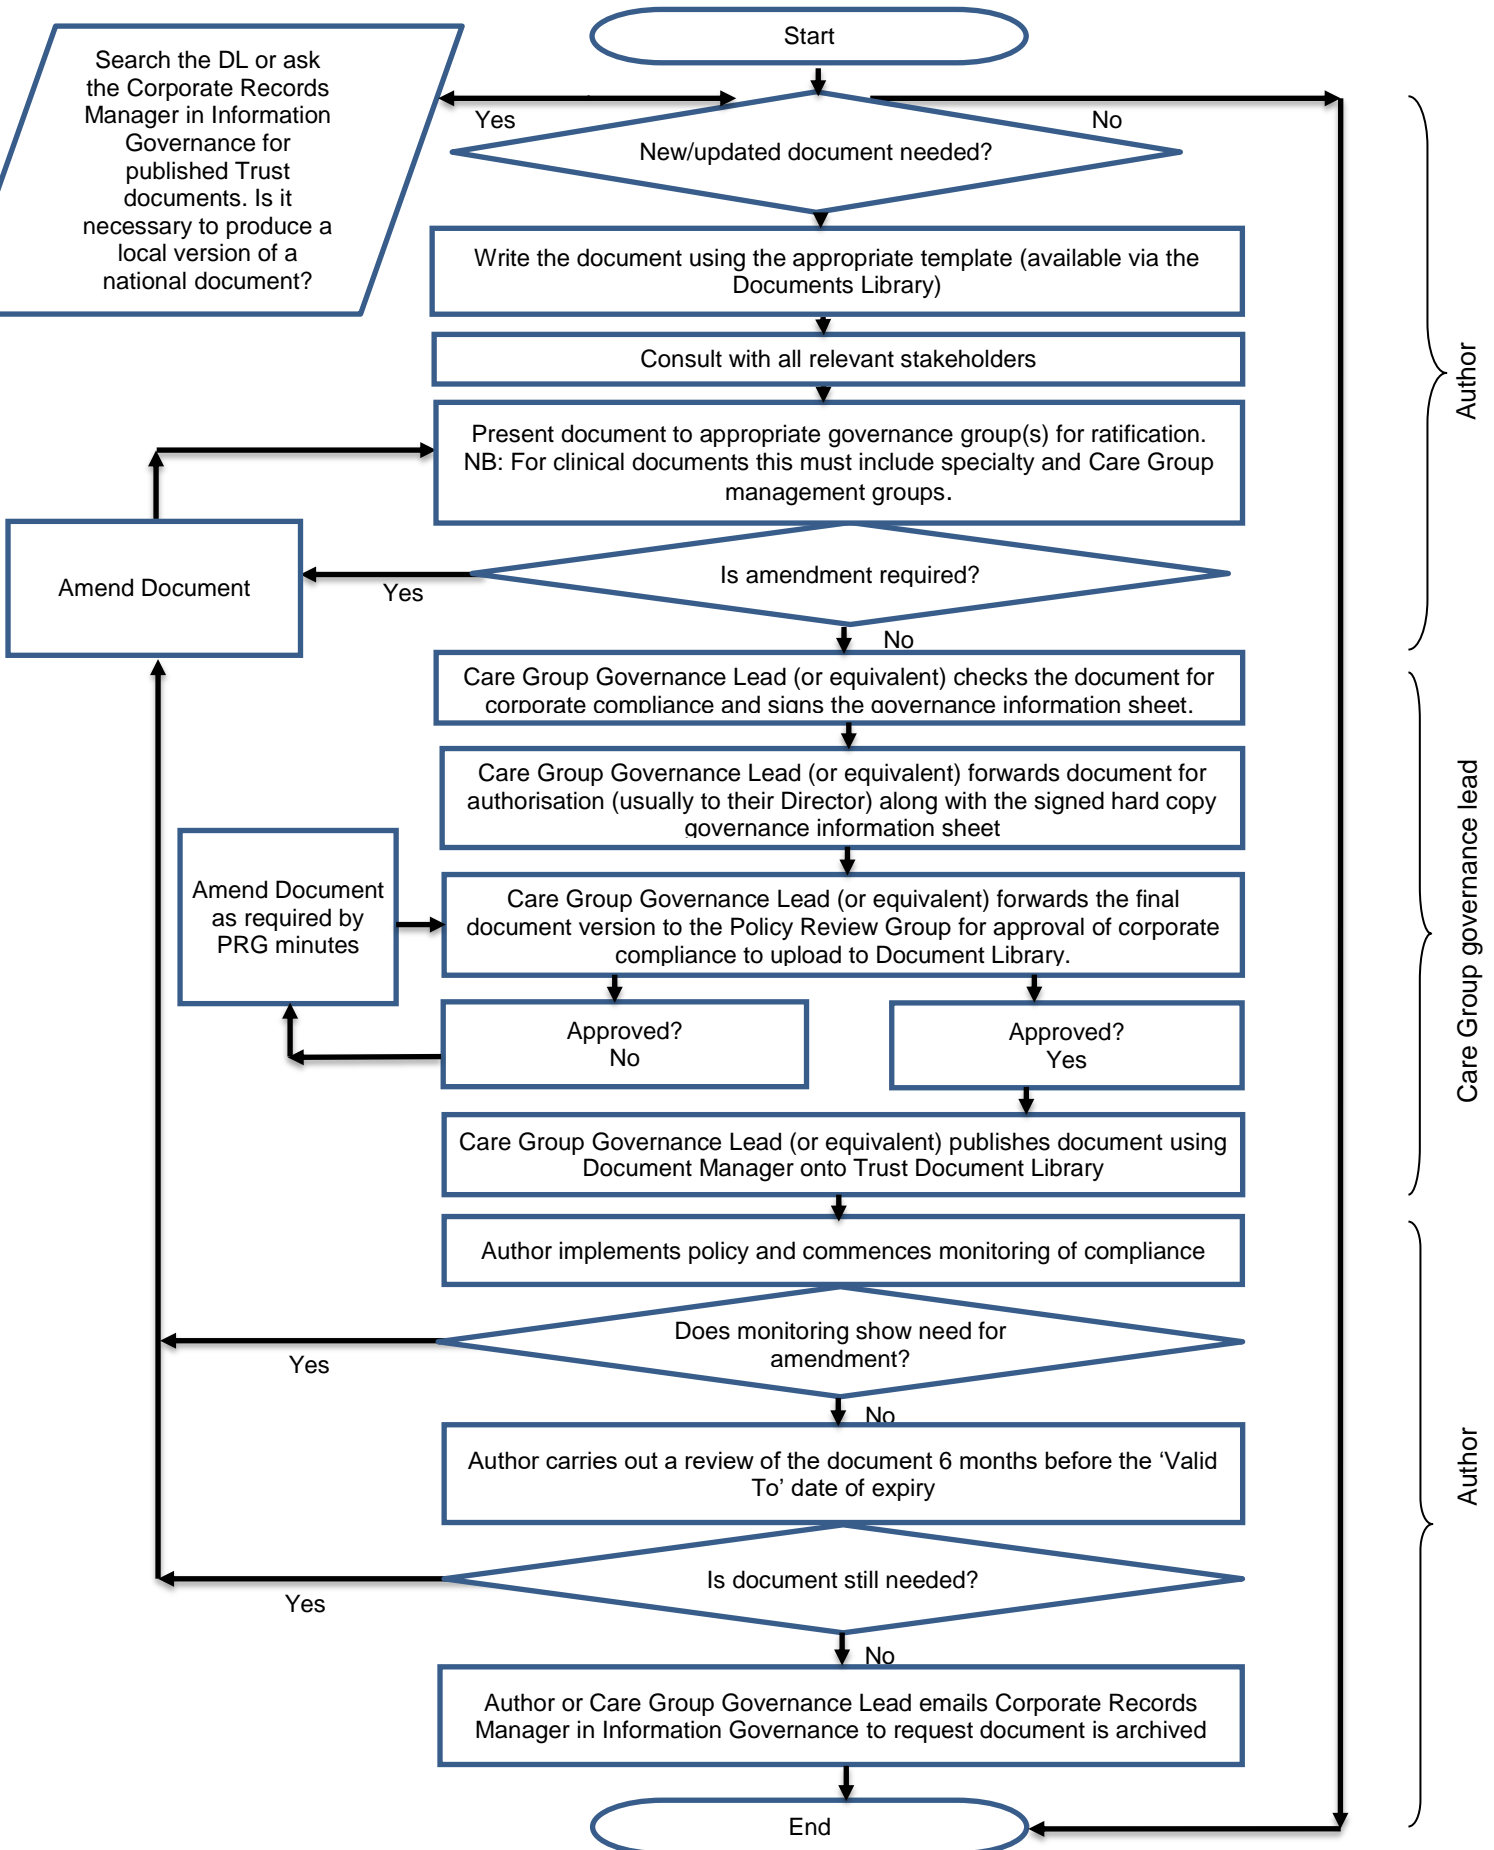 Start
Search the DL or ask
the Corporate Records
Manager in Information
Governance for
published Trust
documents. Is it
necessary to produce a
local version of a
national document?
Yes
No
New/updated document needed?
Write the document using the appropriate template (available via the
Documents Library)
Consult with all relevant stakeholders
Present document to appropriate governance group(s) for ratification.
NB: For clinical documents this must include specialty and Care Group
management groups.
Author
Amend Document
Yes
Is amendment required?
No
Care Group Governance Lead (or equivalent) checks the document for
corporate compliance and signs the governance information sheet.
Care Group Governance Lead (or equivalent) forwards document for
authorisation (usually to their Director) along with the signed hard copy
governance information sheet
Amend Document
as required by
PRG minutes
Care Group Governance Lead (or equivalent) forwards the final
document version to the Policy Review Group for approval of corporate
compliance to upload to Document Library.
Care Group governance lead
Approved?
No
Approved?
Yes
Care Group Governance Lead (or equivalent) publishes document using
Document Manager onto Trust Document Library
Author implements policy and commences monitoring of compliance
Does monitoring show need for
amendment?
Yes
No
Author carries out a review of the document 6 months before the ‘Valid
To’ date of expiry
Author
Is document still needed?
Yes
No
Author or Care Group Governance Lead emails Corporate Records
Manager in Information Governance to request document is archived
End